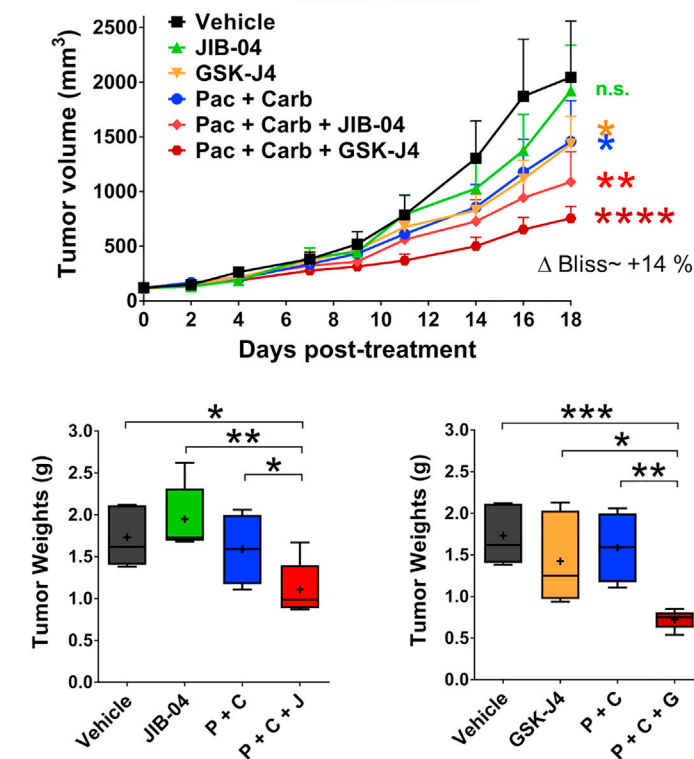 Tumor volume (mm³)
2500
2000
1500
1000
500
0
Vehicle
JIB-04
GSK-J4
Pac + Carb
Pac + Carb + JIB-04
Pac + Carb + GSK-J4
n.s.
*
*
**
****
Δ Bliss~ +14 %
0 2 4 6 8 10 12 14 16 18
Days post-treatment
Tumor Weights (g)
3.0
2.5
2.0
1.5
1.0
0.5
0.0
*
**
*
Vehicle
JIB-04
P + C
P + C + J
Tumor Weights (g)
3.0
2.5
2.0
1.5
1.0
0.5
0.0
***
*
**
Vehicle
GSK-J4
P + C
P + C + G